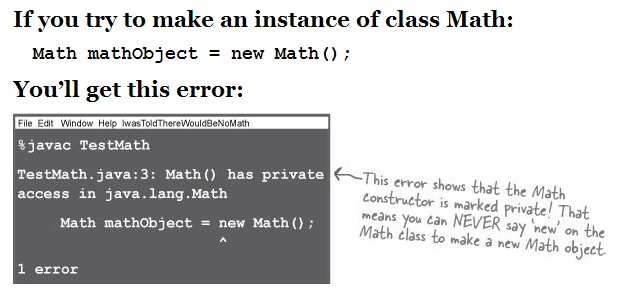 If you try to make an instance of class Math:
Math mathObject = new Math();
You'll get this error:
File Edit Window Help IwasToldThereWouldBeNoMath
%javac TestMath
TestMath.java:3: Math() has private
access in java.lang.Math
Math mathObject = new Math();
^
1 error
This error shows that the Math
constructor is marked private! That
means you can NEVER say 'new' on the
Math class to make a new Math object.